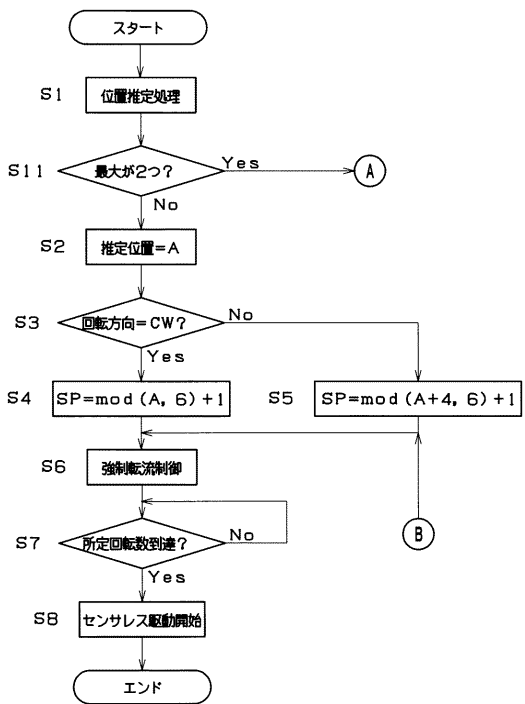 スタート
S1
位置推定処理
S11
最大が2つ?
Yes
A
No
S2
推定位置=A
S3
回転方向=CW?
No
Yes
S4
SP=mod(A, 6)+1
S5
SP=mod(A+4, 6)+1
S6
強制転流制御
S7
所定回転数到達?
No
B
Yes
S8
センサレス駆動開始
エンド